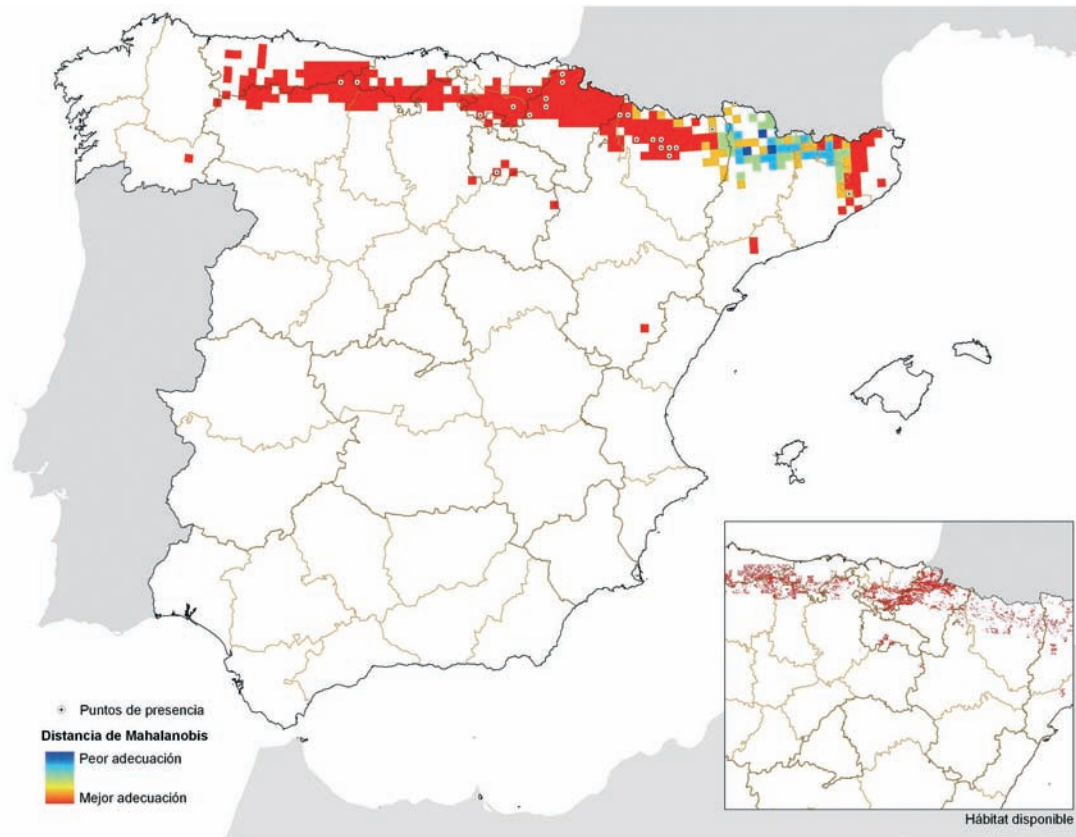 Puntos de presencia
Distancia de Mahalanobis
Peor adecuación
Mejor adecuación
Hábitat disponible